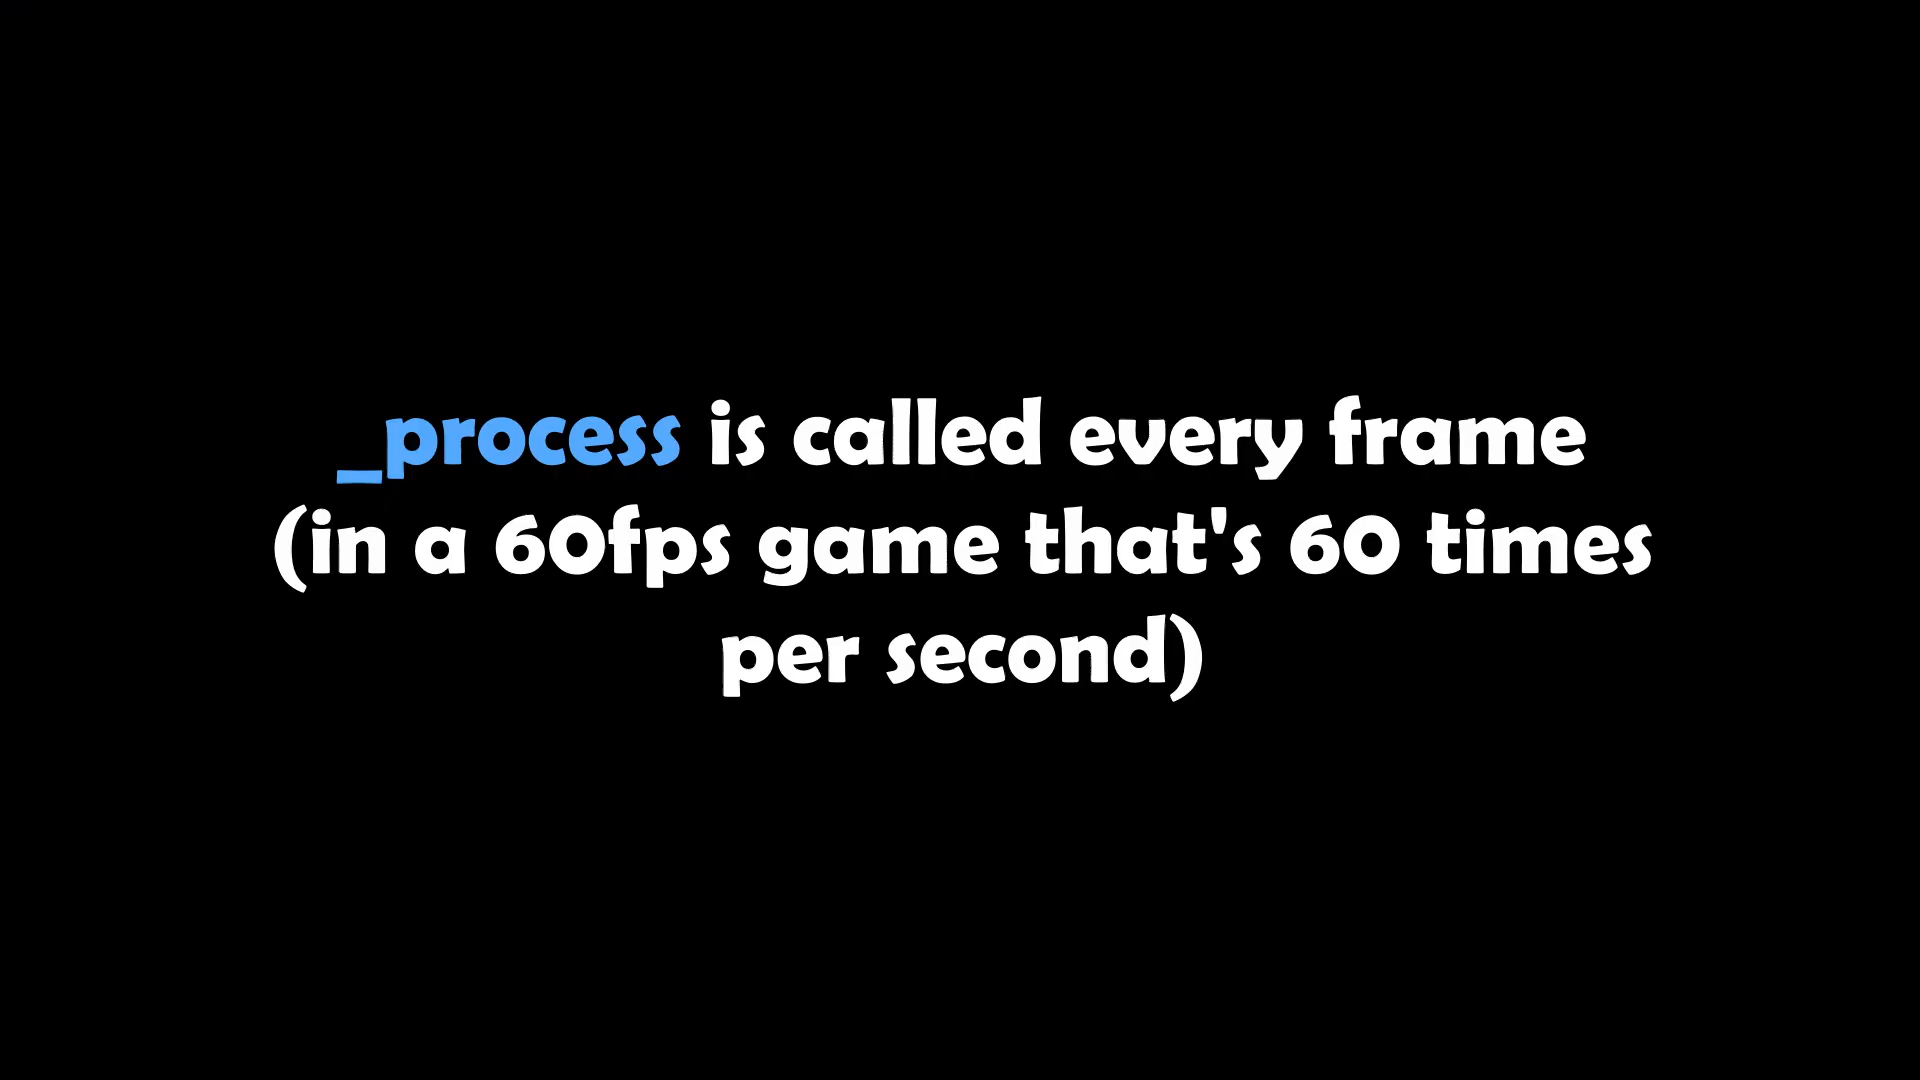 _process is called every frame
(in a 60fps game that's 60 times
per second)